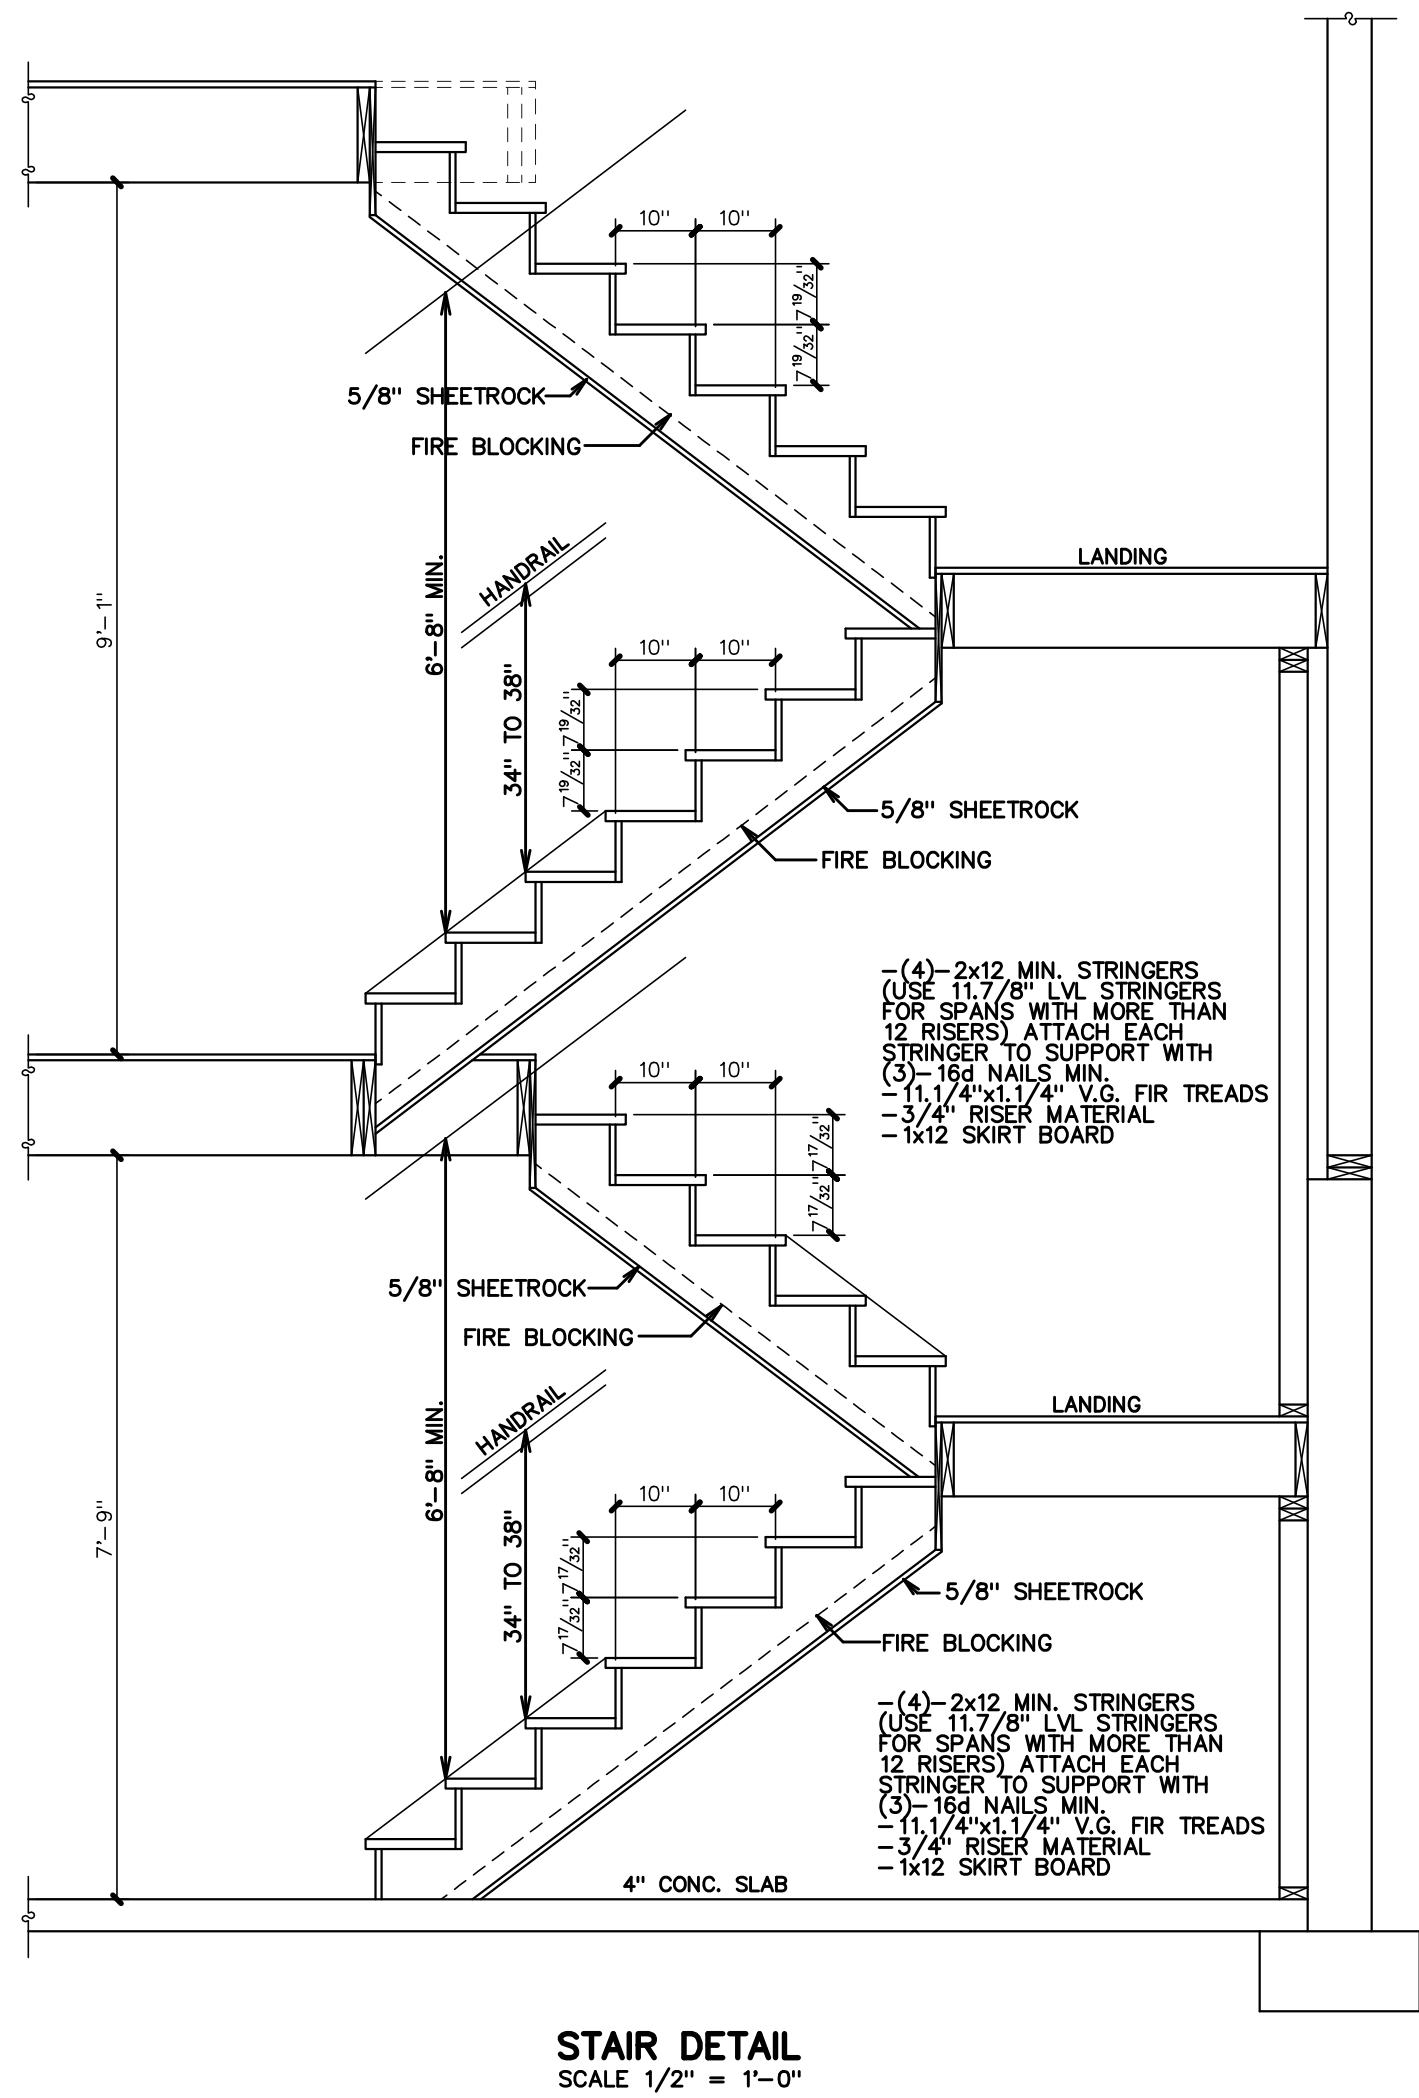 10" 10"
7 19/32"
7 19/32"
5/8" SHEETROCK
FIRE BLOCKING
HANDRAIL
LANDING
9'-1"
6'-8" MIN.
34" TO 38"
10" 10"
7 19/32"
7 19/32"
5/8" SHEETROCK
FIRE BLOCKING
-(4)-2x12 MIN. STRINGERS
(USE 11.7/8" LVL STRINGERS
FOR SPANS WITH MORE THAN
12 RISERS) ATTACH EACH
STRINGER TO SUPPORT WITH
(3)-16d NAILS MIN.
-11.1/4"x1.1/4" V.G. FIR TREADS
-3/4" RISER MATERIAL
-1x12 SKIRT BOARD
10" 10"
7 17/32"
7 17/32"
5/8" SHEETROCK
FIRE BLOCKING
HANDRAIL
LANDING
7'-9"
6'-8" MIN.
34" TO 38"
10" 10"
7 17/32"
7 17/32"
5/8" SHEETROCK
FIRE BLOCKING
-(4)-2x12 MIN. STRINGERS
(USE 11.7/8" LVL STRINGERS
FOR SPANS WITH MORE THAN
12 RISERS) ATTACH EACH
STRINGER TO SUPPORT WITH
(3)-16d NAILS MIN.
-11.1/4"x1.1/4" V.G. FIR TREADS
-3/4" RISER MATERIAL
-1x12 SKIRT BOARD
4" CONC. SLAB
STAIR DETAIL
SCALE 1/2" = 1'-0"